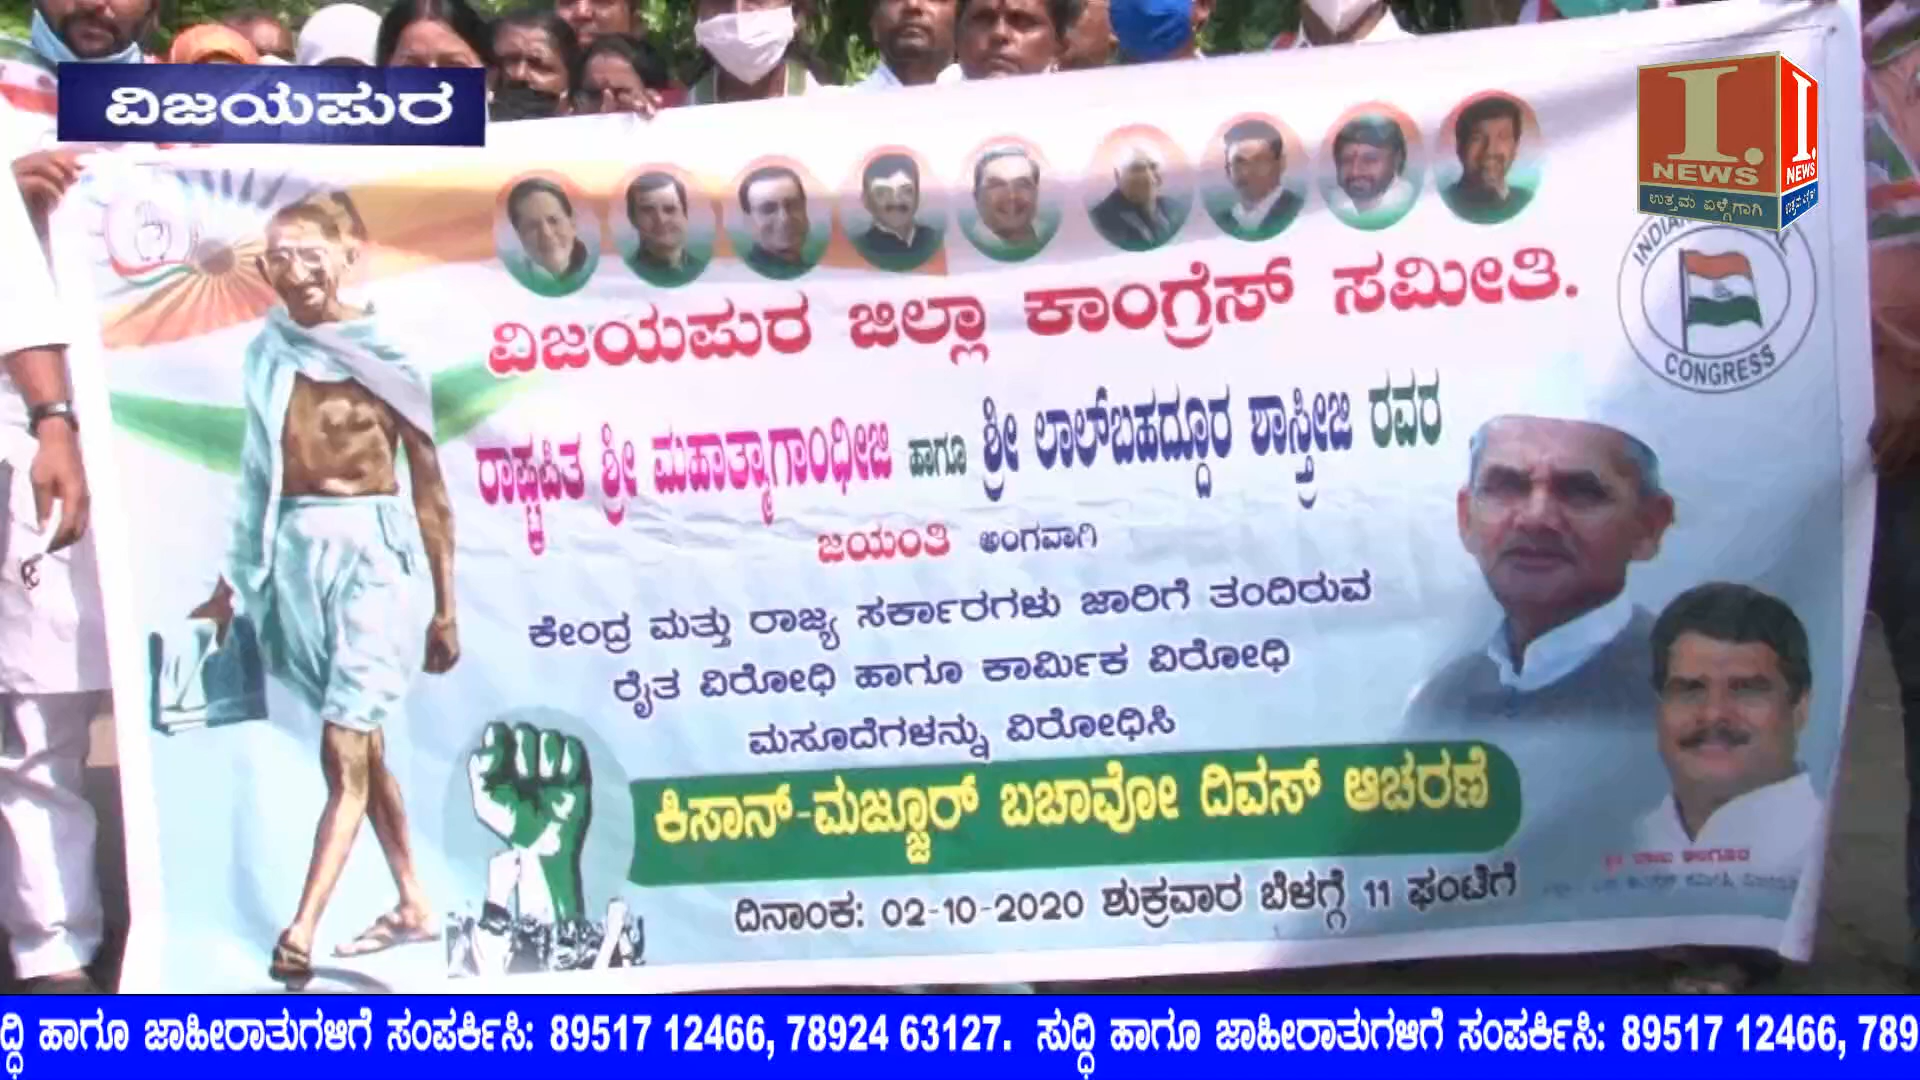 ವಿಜಯಪುರ
I.
NEWS
ಉತ್ತಮ ಏಳ್ಗೆಗಾಗಿ
I.
NEWS
INDIAN
CONGRESS
ವಿಜಯಪುರ ಜಿಲ್ಲಾ ಕಾಂಗ್ರೆಸ್ ಸಮೀತಿ.
ರಾಷ್ಟ್ರಪಿತ ಶ್ರೀ ಮಹಾತ್ಮಾಗಾಂಧೀಜಿ ಹಾಗೂ ಶ್ರೀ ಲಾಲ್‌ಬಹದ್ದೂರ ಶಾಸ್ತ್ರೀಜಿ ರವರ
ಜಯಂತಿ ಅಂಗವಾಗಿ
ಕೇಂದ್ರ ಮತ್ತು ರಾಜ್ಯ ಸರ್ಕಾರಗಳು ಜಾರಿಗೆ ತಂದಿರುವ
ರೈತ ವಿರೋಧಿ ಹಾಗೂ ಕಾರ್ಮಿಕ ವಿರೋಧಿ
ಮಸೂದೆಗಳನ್ನು ವಿರೋಧಿಸಿ
ಕಿಸಾನ್-ಮಜ್ದೂರ್ ಬಚಾವೋ ದಿವಸ್ ಆಚರಣೆ
ದಿನಾಂಕ: 02-10-2020 ಶುಕ್ರವಾರ ಬೆಳಗ್ಗೆ 11 ಘಂಟೆಗೆ
ದ್ದಿ ಹಾಗೂ ಜಾಹೀರಾತುಗಳಿಗೆ ಸಂಪರ್ಕಿಸಿ: 89517 12466, 78924 63127. ಸುದ್ದಿ ಹಾಗೂ ಜಾಹೀರಾತುಗಳಿಗೆ ಸಂಪರ್ಕಿಸಿ: 89517 12466, 789